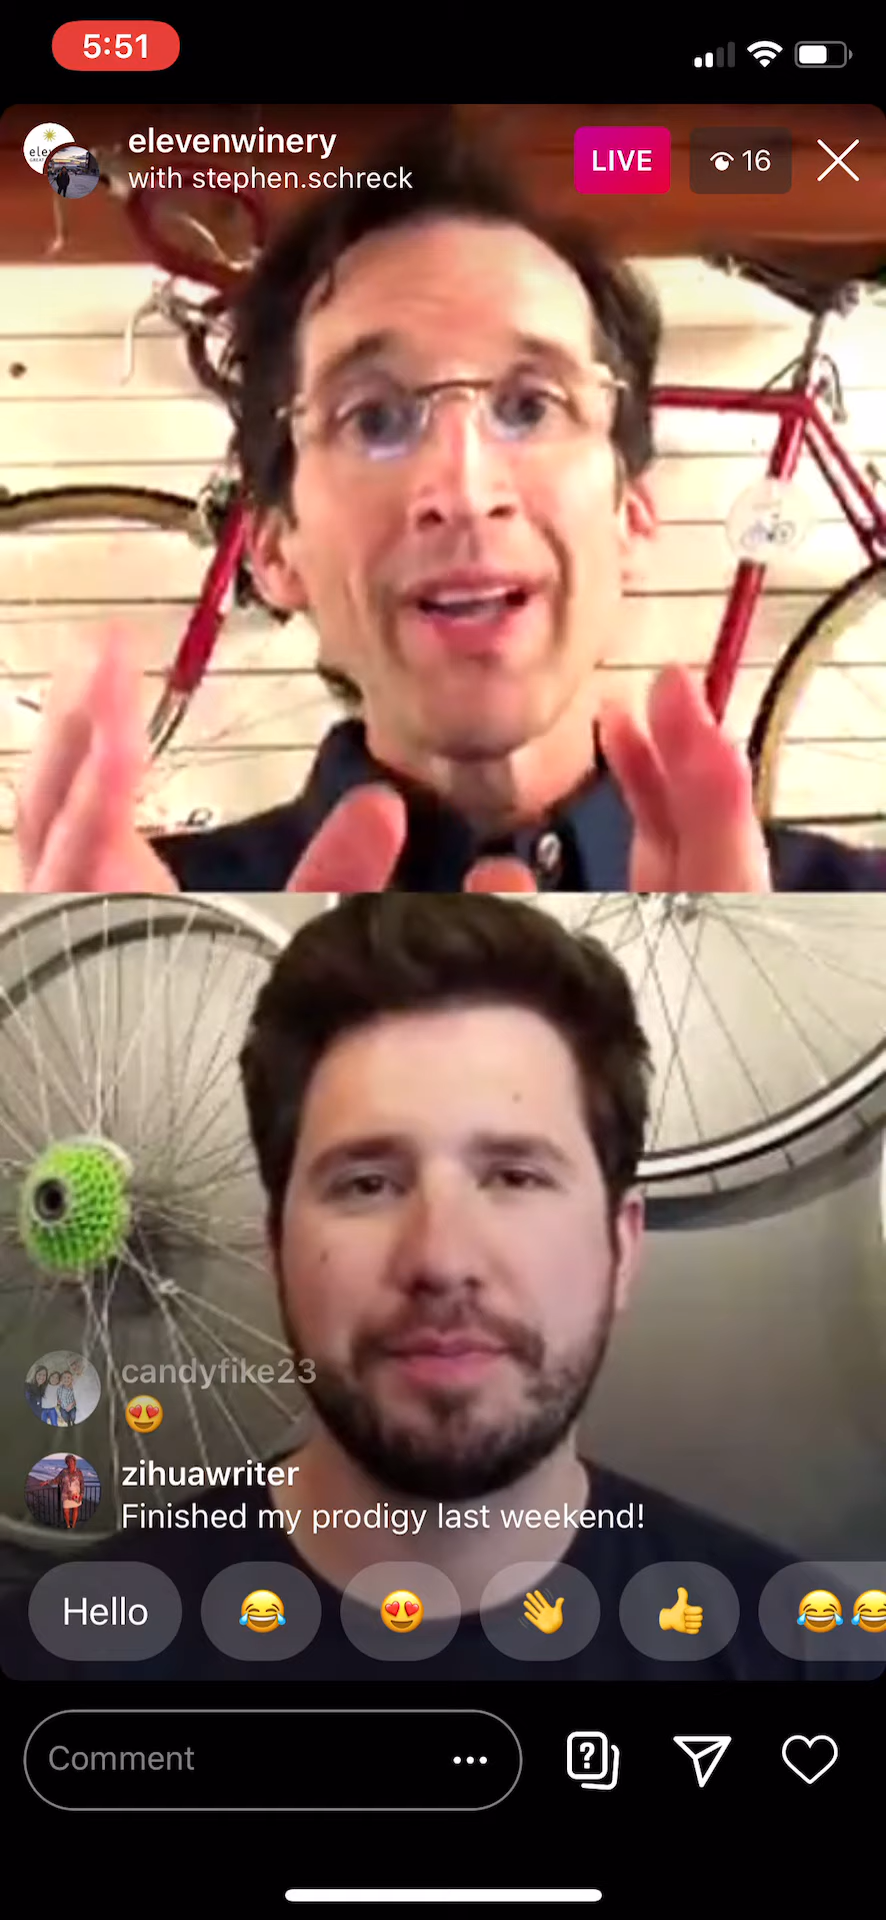 5:51
elevenwinery
with stephen.schreck
LIVE
16
candyfike23
😍
zihuawriter
Finished my prodigy last weekend!
Hello 😂 😍 👋 👍 😂😂
Comment
?